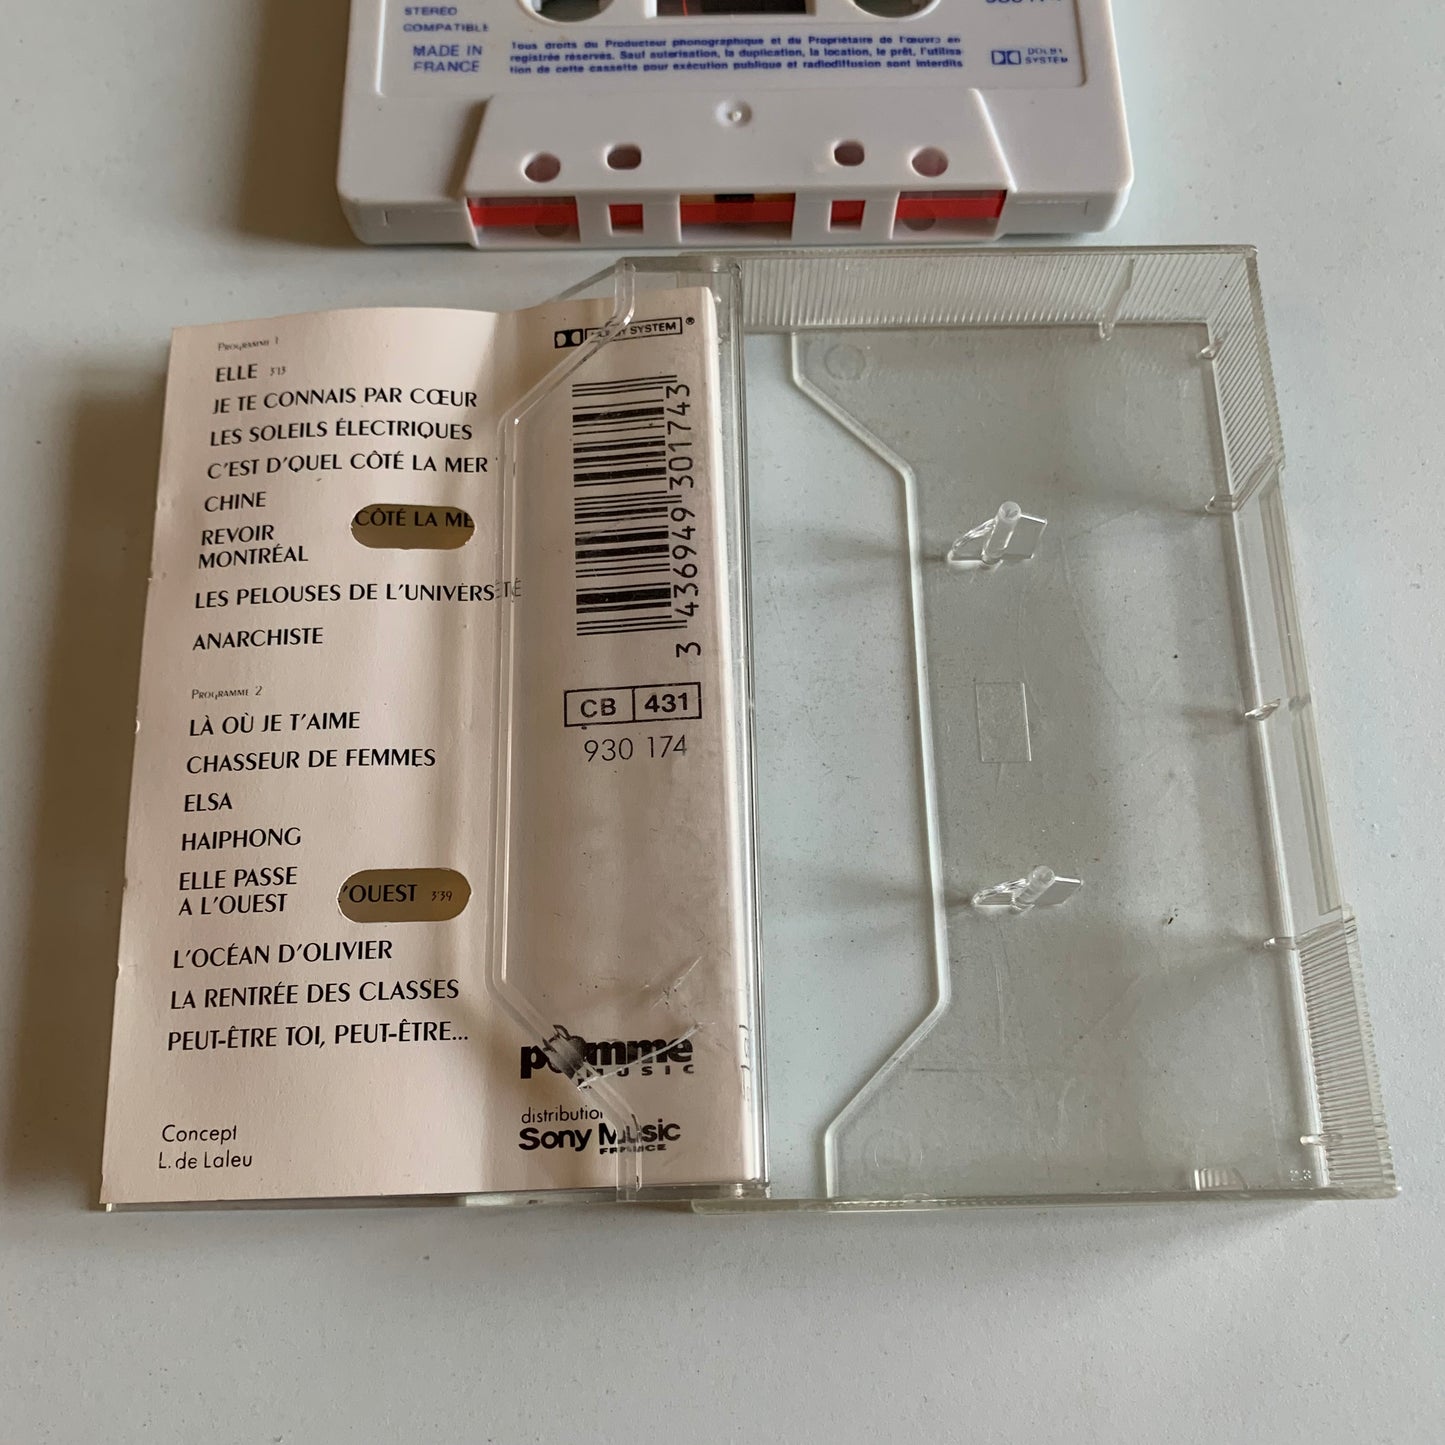 STEREO
COMPATIBLE
MADE IN
FRANCE
Tous droits du Producteur phonographique et du Propriétaire de l'œuvre en
registrée réservés. Sauf autorisation, la duplication, la location, le prêt, l'utilisa
tion de cette cassette pour exécution publique et radiodiffusion sont interdits
DOLBY
SYSTEM
PROGRAMME 1
ELLE 3'13
JE TE CONNAIS PAR CŒUR
LES SOLEILS ÉLECTRIQUES
C'EST D'QUEL CÔTÉ LA MER
CHINE
REVOIR
MONTRÉAL
CÔTÉ LA ME
LES PELOUSES DE L'UNIVERSITÉ
ANARCHISTE
PROGRAMME 2
LÀ OÙ JE T'AIME
CHASSEUR DE FEMMES
ELSA
HAIPHONG
ELLE PASSE
A L'OUEST
'OUEST 3'39
L'OCÉAN D'OLIVIER
LA RENTRÉE DES CLASSES
PEUT-ÊTRE TOI, PEUT-ÊTRE...
Concept
L. de Laleu
SYSTEM ®
3 436949 301743
CB 431
930 174
pomme
MUSIC
distribution
Sony Music
FRANCE